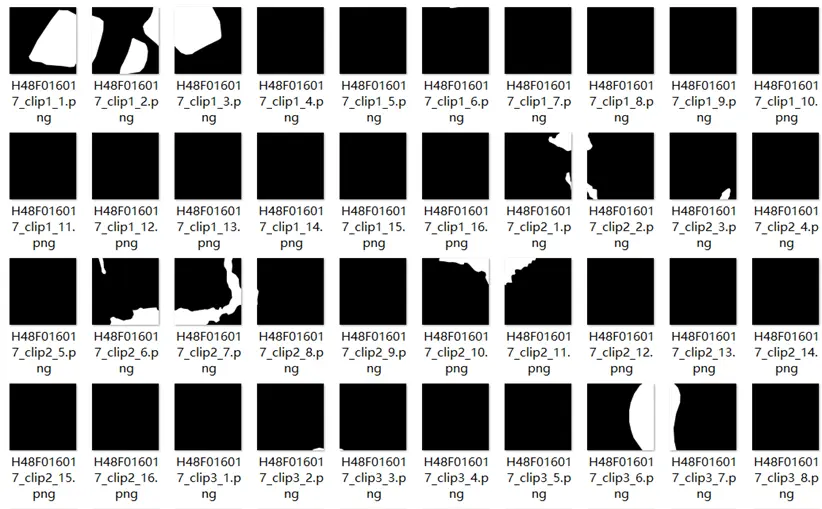 H48F01601 H48F01601 H48F01601 H48F01601 H48F01601 H48F01601 H48F01601 H48F01601 H48F01601 H48F01601
7_clip1_1.p 7_clip1_2.p 7_clip1_3.p 7_clip1_4.p 7_clip1_5.p 7_clip1_6.p 7_clip1_7.p 7_clip1_8.p 7_clip1_9.p 7_clip1_10.
ng ng ng ng ng ng ng ng ng png
H48F01601 H48F01601 H48F01601 H48F01601 H48F01601 H48F01601 H48F01601 H48F01601 H48F01601 H48F01601
7_clip1_11. 7_clip1_12. 7_clip1_13. 7_clip1_14. 7_clip1_15. 7_clip1_16. 7_clip2_1.p 7_clip2_2.p 7_clip2_3.p 7_clip2_4.p
png png png png png png ng ng ng ng
H48F01601 H48F01601 H48F01601 H48F01601 H48F01601 H48F01601 H48F01601 H48F01601 H48F01601 H48F01601
7_clip2_5.p 7_clip2_6.p 7_clip2_7.p 7_clip2_8.p 7_clip2_9.p 7_clip2_10. 7_clip2_11. 7_clip2_12. 7_clip2_13. 7_clip2_14.
ng ng ng ng ng png png png png png
H48F01601 H48F01601 H48F01601 H48F01601 H48F01601 H48F01601 H48F01601 H48F01601 H48F01601 H48F01601
7_clip2_15. 7_clip2_16. 7_clip3_1.p 7_clip3_2.p 7_clip3_3.p 7_clip3_4.p 7_clip3_5.p 7_clip3_6.p 7_clip3_7.p 7_clip3_8.p
png png ng ng ng ng ng ng ng ng